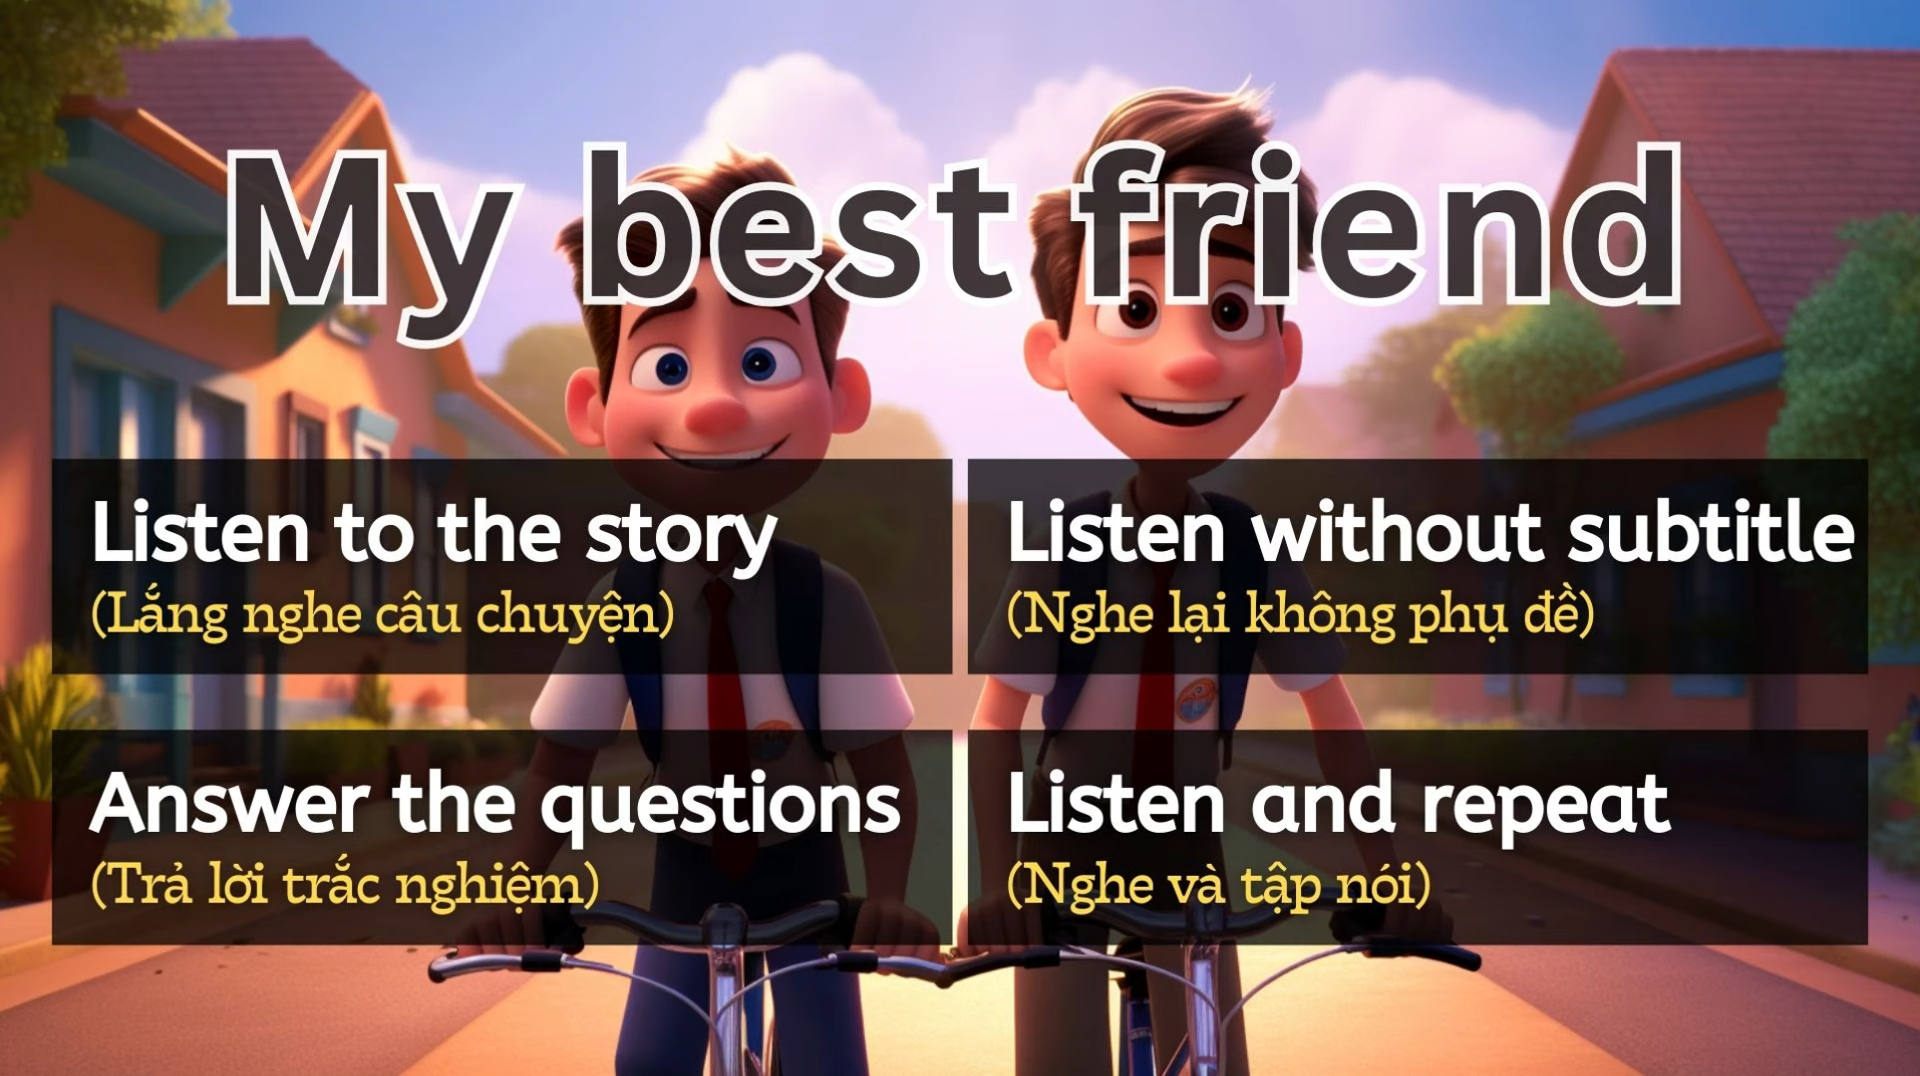 My best friend
Listen to the story
(Lắng nghe câu chuyện)
Listen without subtitle
(Nghe lại không phụ đề)
Answer the questions
(Trả lời trắc nghiệm)
Listen and repeat
(Nghe và tập nói)